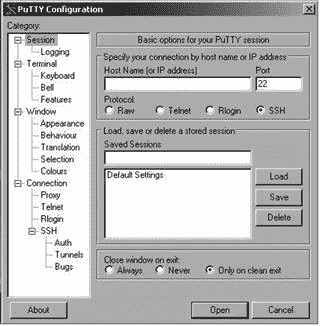 PuTTY Configuration
Category:
Session
Logging
Terminal
Keyboard
Bell
Features
Window
Appearance
Behaviour
Translation
Selection
Colours
Connection
Proxy
Telnet
Rlogin
SSH
Auth
Tunnels
Bugs
Basic options for your PuTTY session
Specify your connection by host name or IP address
Host Name (or IP address) Port
22
Protocol:
Raw Telnet Rlogin SSH
Load, save or delete a stored session
Saved Sessions
Default Settings
Load
Save
Delete
Close window on exit:
Always Never Only on clean exit
About Open Cancel